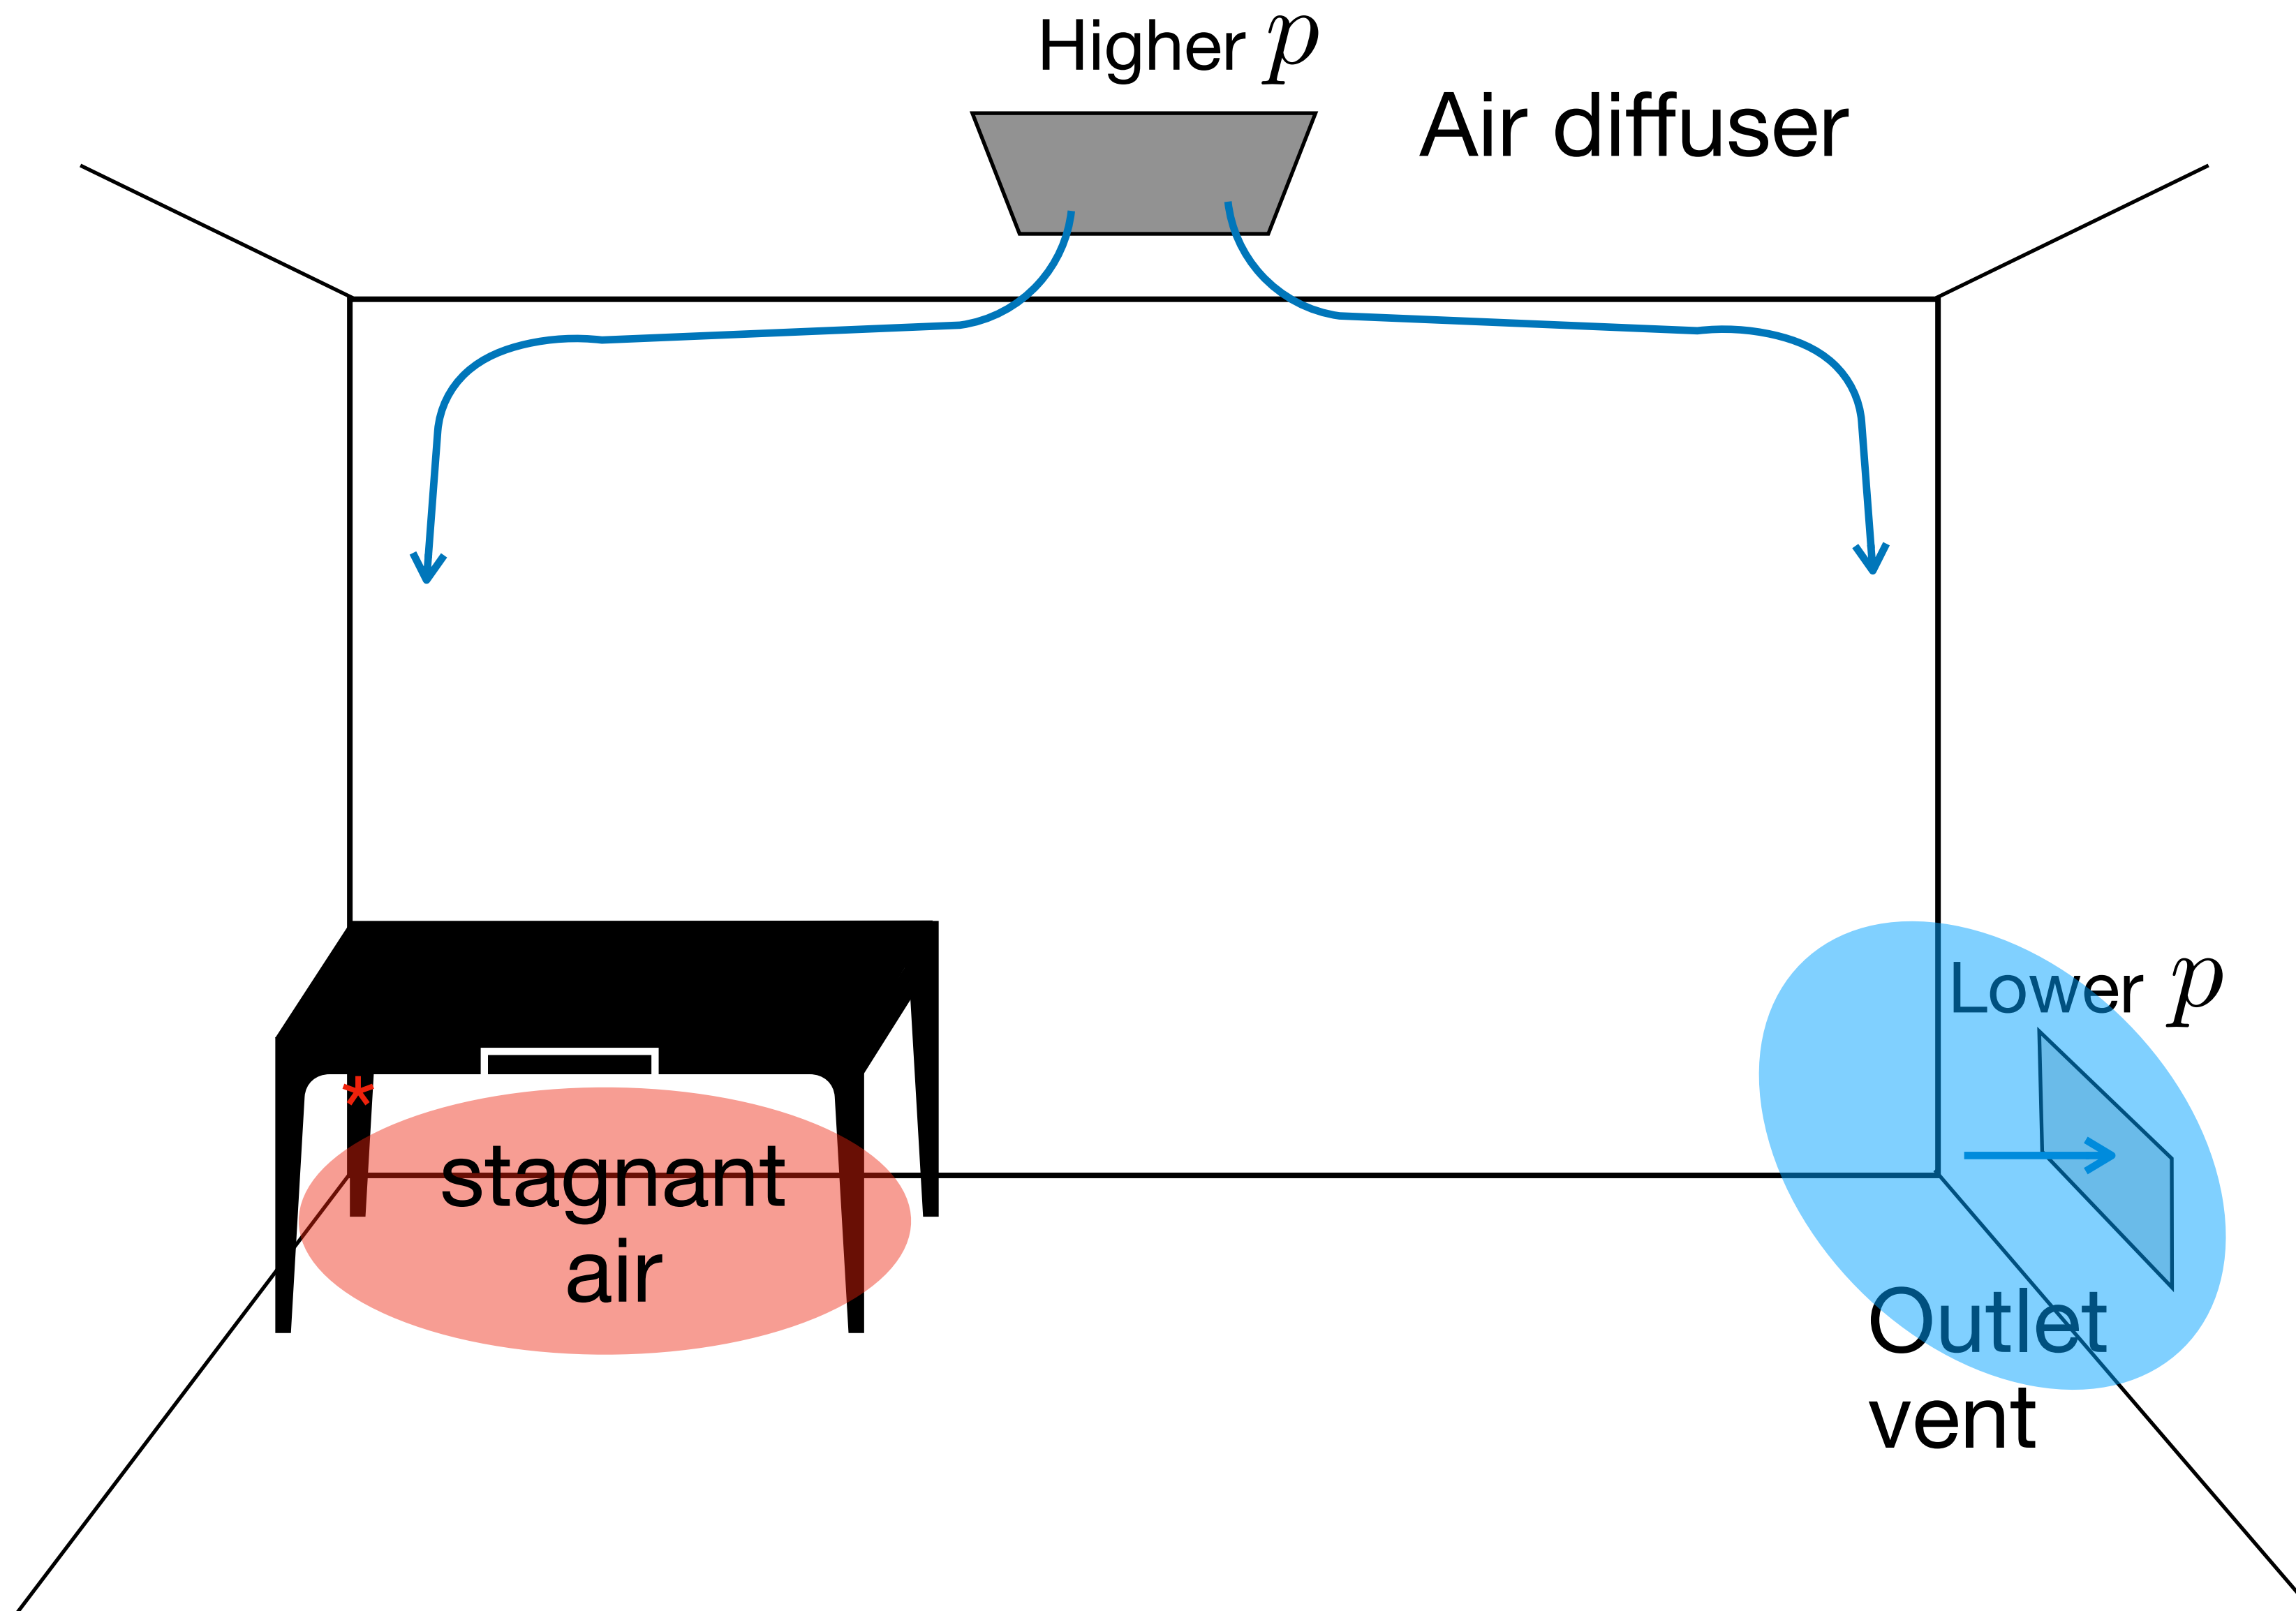 Higher p
Air diffuser
Lower p
*
stagnant
air
Outlet
vent